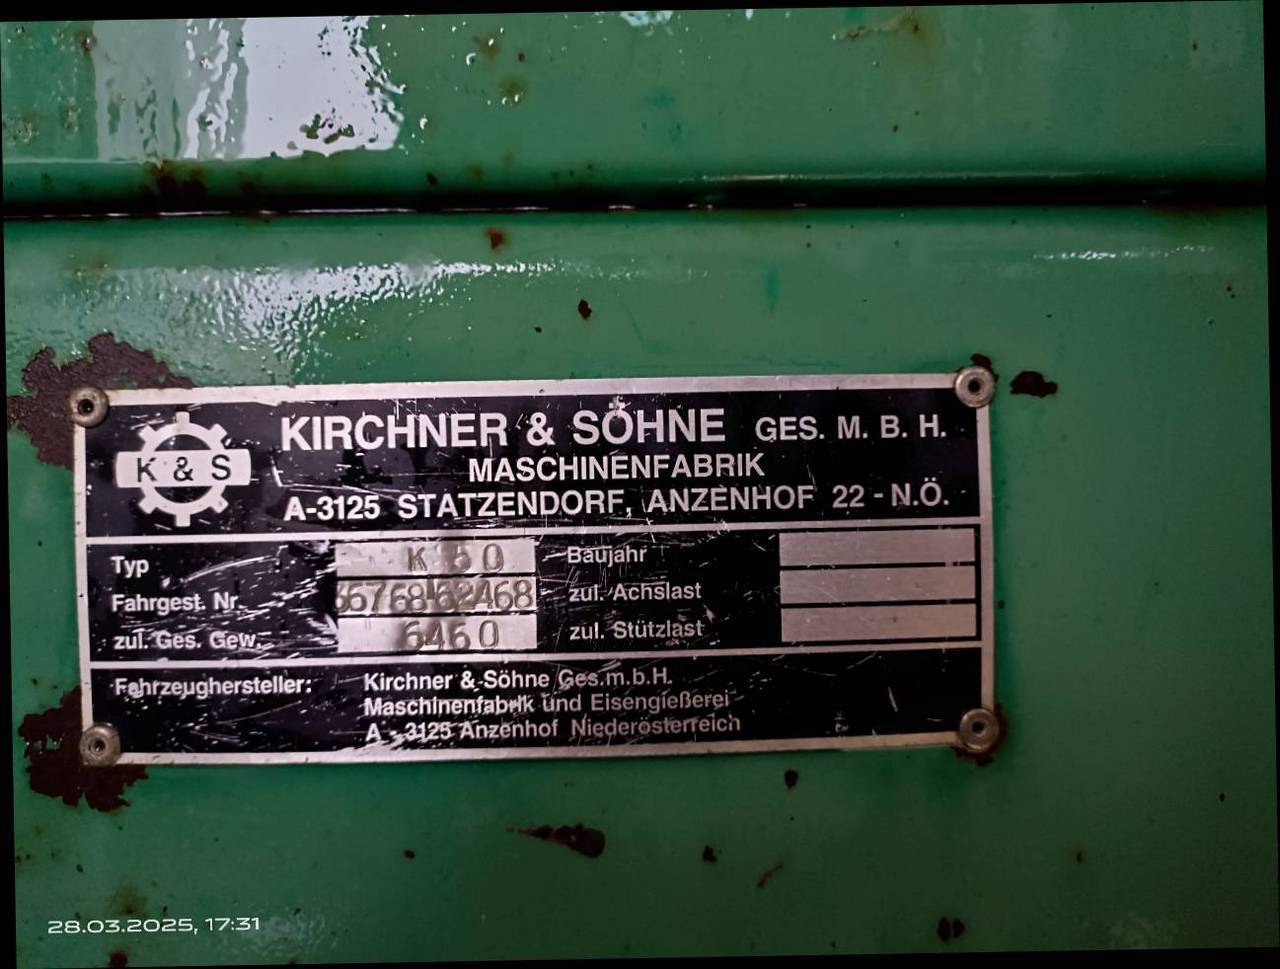 K & S
KIRCHNER & SÖHNE GES. M. B. H.
MASCHINENFABRIK
A-3125 STATZENDORF, ANZENHOF 22 - N.Ö.
Typ K 50 Baujahr
Fahrgest. Nr. zul. Achslast
zul. Ges. Gew. 6460 zul. Stützlast
Fahrzeughersteller: Kirchner & Söhne Ges.m.b.H.
Maschinenfabrik und Eisengießerei
A - 3125 Anzenhof Niederösterreich
28.03.2025, 17:31